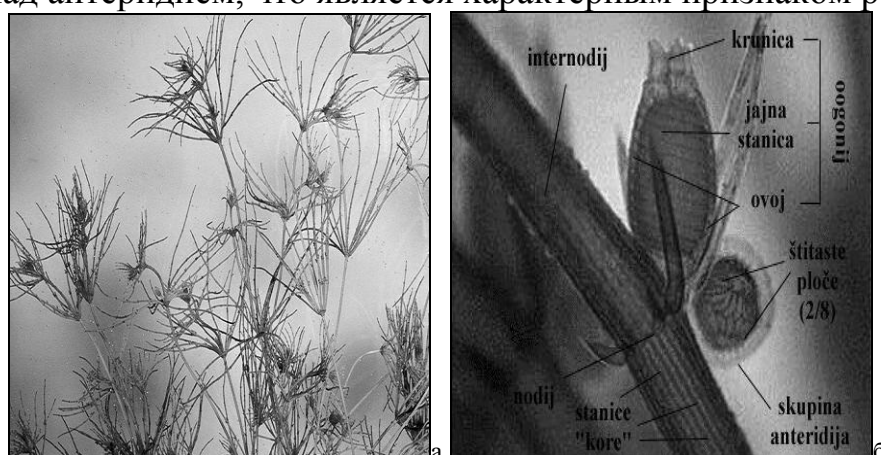 над антеридием, что является характерным признаком р
internodij
krunica
jajna
stanica
oogonij
ovoj
štitaste
ploče
(2/8)
nodij
stanice
"kore"
skupina
anteridija
а
б